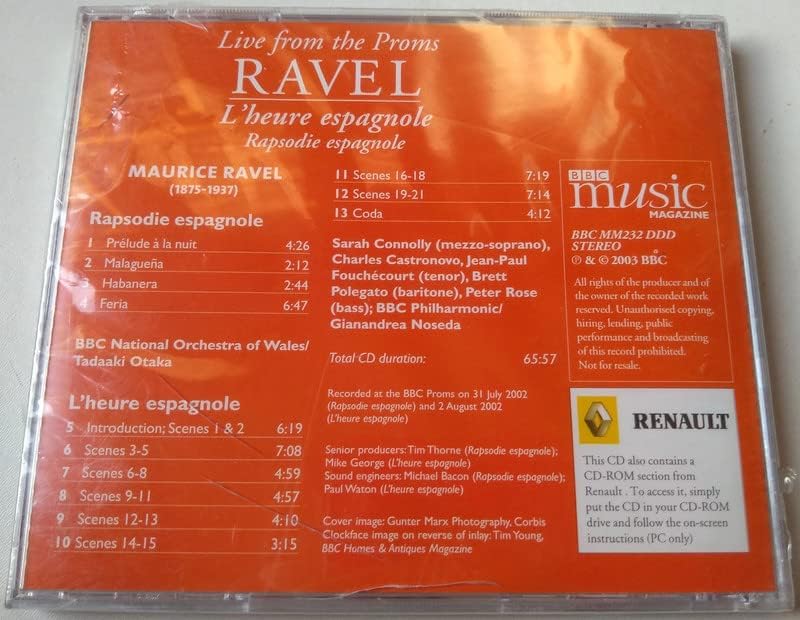 Live from the Proms
RAVEL
L'heure espagnole
Rapsodie espagnole
MAURICE RAVEL
(1875-1937)
Rapsodie espagnole
1 Prélude à la nuit 4:26
2 Malagueña 2:12
3 Habanera 2:44
4 Feria 6:47
BBC National Orchestra of Wales/
Tadaaki Otaka
L'heure espagnole
5 Introduction; Scenes 1 & 2 6:19
6 Scenes 3-5 7:08
7 Scenes 6-8 4:59
8 Scenes 9-11 4:57
9 Scenes 12-13 4:10
10 Scenes 14-15 3:15
11 Scenes 16-18 7:19
12 Scenes 19-21 7:14
13 Coda 4:12
Sarah Connolly (mezzo-soprano),
Charles Castronovo, Jean-Paul
Fouchécourt (tenor), Brett
Polegato (baritone), Peter Rose
(bass); BBC Philharmonic/
Gianandrea Noseda
Total CD duration: 65:57
Recorded at the BBC Proms on 31 July 2002
(Rapsodie espagnole) and 2 August 2002
(L'heure espagnole)
Senior producers: Tim Thorne (Rapsodie espagnole);
Mike George (L'heure espagnole)
Sound engineers: Michael Bacon (Rapsodie espagnole);
Paul Waton (L'heure espagnole)
Cover image: Gunter Marx Photography, Corbis
Clockface image on reverse of inlay: Tim Young,
BBC Homes & Antiques Magazine
BBC
music
MAGAZINE
BBC MM232 DDD
STEREO
℗ & © 2003 BBC
All rights of the producer and of
the owner of the recorded work
reserved. Unauthorised copying,
hiring, lending, public
performance and broadcasting
of this record prohibited.
Not for resale.
RENAULT
This CD also contains a
CD-ROM section from
Renault . To access it, simply
put the CD in your CD-ROM
drive and follow the on-screen
instructions (PC only)